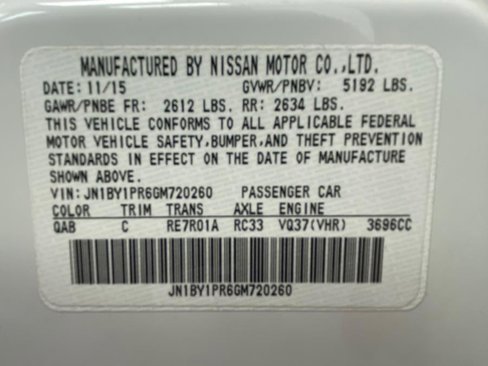 MANUFACTURED BY NISSAN MOTOR CO.,LTD.
DATE: 11/15 GVWR/PNBV: 5192 LBS.
GAWR/PNBE FR: 2612 LBS. RR: 2634 LBS.
THIS VEHICLE CONFORMS TO ALL APPLICABLE FEDERAL
MOTOR VEHICLE SAFETY,BUMPER,AND THEFT PREVENTION
STANDARDS IN EFFECT ON THE DATE OF MANUFACTURE
SHOWN ABOVE.
VIN: JN1BY1PR6GM720260 PASSENGER CAR
COLOR TRIM TRANS AXLE ENGINE
QAB C RE7R01A RC33 VQ37(VHR) 3696CC
JN1BY1PR6GM720260